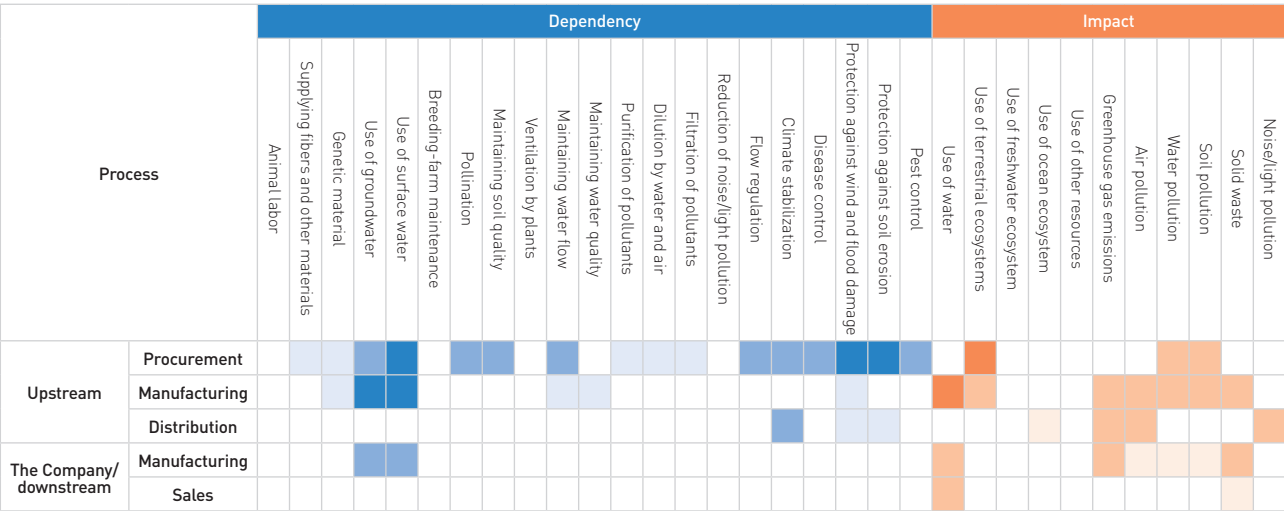 Process
Dependency
Impact
Animal labor
Supplying fibers and other materials
Genetic material
Use of groundwater
Use of surface water
Breeding-farm maintenance
Pollination
Maintaining soil quality
Ventilation by plants
Maintaining water flow
Maintaining water quality
Purification of pollutants
Dilution by water and air
Filtration of pollutants
Reduction of noise/light pollution
Flow regulation
Climate stabilization
Disease control
Protection against wind and flood damage
Protection against soil erosion
Pest control
Use of water
Use of terrestrial ecosystems
Use of freshwater ecosystem
Use of ocean ecosystem
Use of other resources
Greenhouse gas emissions
Air pollution
Water pollution
Soil pollution
Solid waste
Noise/light pollution
Upstream
Procurement
Manufacturing
Distribution
The Company/
downstream
Manufacturing
Sales